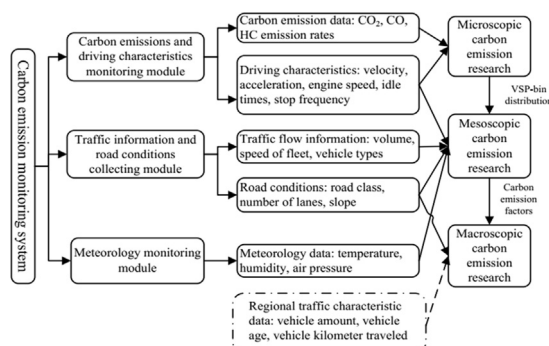 Carbon emission monitoring system
Carbon emissions and
driving characteristics
monitoring module
Traffic information and
road conditions
collecting module
Meteorology monitoring
module
Carbon emission data: CO₂, CO,
HC emission rates
Driving characteristics: velocity,
acceleration, engine speed, idle
times, stop frequency
Traffic flow information: volume,
speed of fleet, vehicle types
Road conditions: road class,
number of lanes, slope
Meteorology data: temperature,
humidity, air pressure
Regional traffic characteristic
data: vehicle amount, vehicle
age, vehicle kilometer traveled
Microscopic
carbon
emission
research
VSP-bin
distribution
Mesoscopic
carbon
emission
research
Carbon
emission
factors
Macroscopic
carbon
emission
research